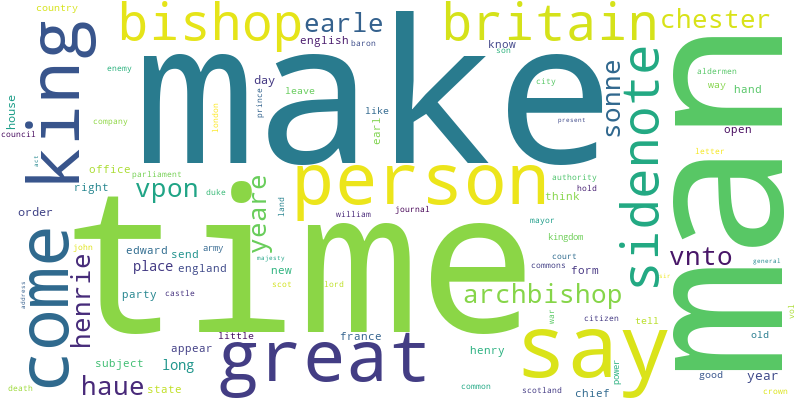 country
bishop
earle
britain
chester
english
baron
know
king
make
son
man
enemy
day
sidenote
sonne
aldermen
way
hand
house
prince
leave
like
city
council
company
london
earl
present
open
act
office
parliament
person
authority
letter
right
vpon
duke
hold
think
order
yeare
land
william
journal
mayor
come
time
john
henrie
edward
send
army
kingdom
place
england
new
court
vnto
majesty
commons
general
address
castle
scot
lord
form
sir
party
archbishop
war
citizen
tell
vol
little
great
france
say
old
appear
henry
subject
long
power
good
year
death
haue
state
common
scotland
chief
crown